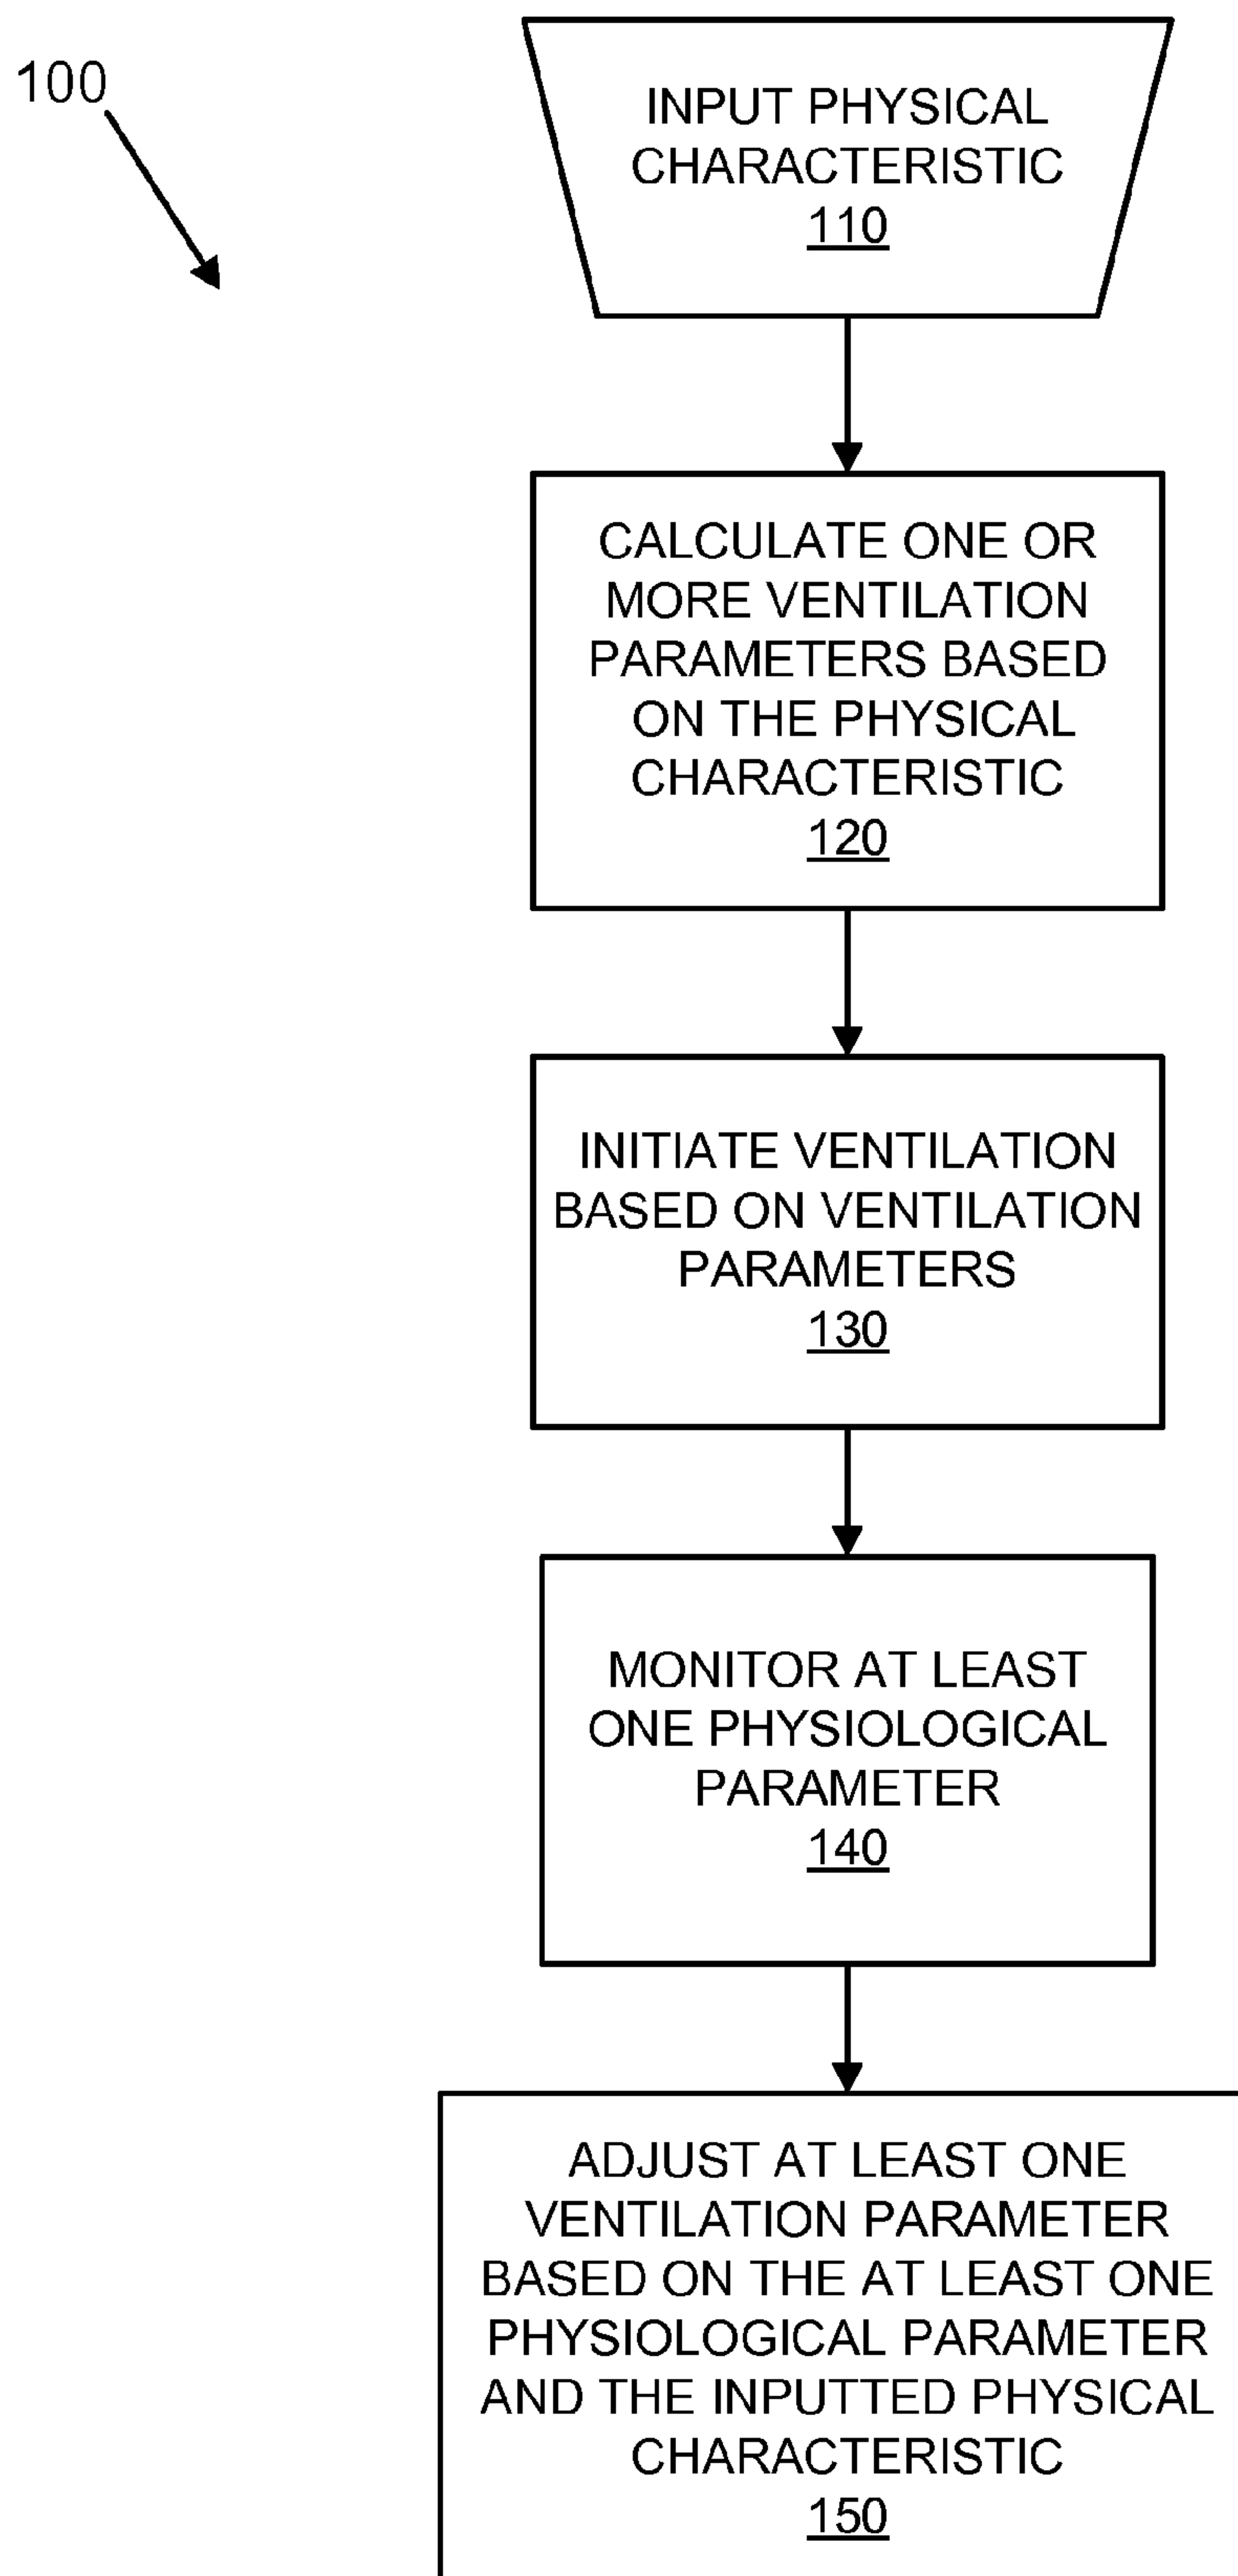 100
INPUT PHYSICAL
CHARACTERISTIC
110
CALCULATE ONE OR
MORE VENTILATION
PARAMETERS BASED
ON THE PHYSICAL
CHARACTERISTIC
120
INITIATE VENTILATION
BASED ON VENTILATION
PARAMETERS
130
MONITOR AT LEAST
ONE PHYSIOLOGICAL
PARAMETER
140
ADJUST AT LEAST ONE
VENTILATION PARAMETER
BASED ON THE AT LEAST ONE
PHYSIOLOGICAL PARAMETER
AND THE INPUTTED PHYSICAL
CHARACTERISTIC
150